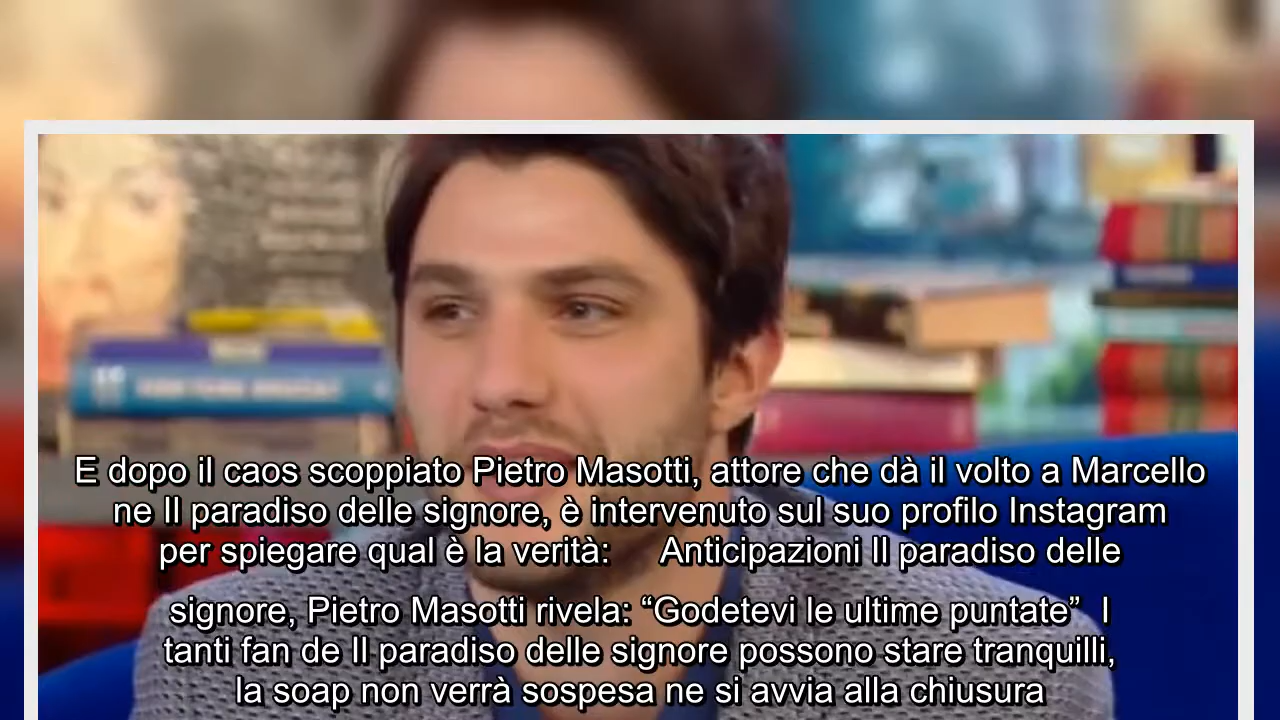 E dopo il caos scoppiato Pietro Masotti, attore che dà il volto a Marcello
ne Il paradiso delle signore, è intervenuto sul suo profilo Instagram
per spiegare qual è la verità: Anticipazioni Il paradiso delle
signore, Pietro Masotti rivela: “Godetevi le ultime puntate” I
tanti fan de Il paradiso delle signore possono stare tranquilli,
la soap non verrà sospesa ne si avvia alla chiusura